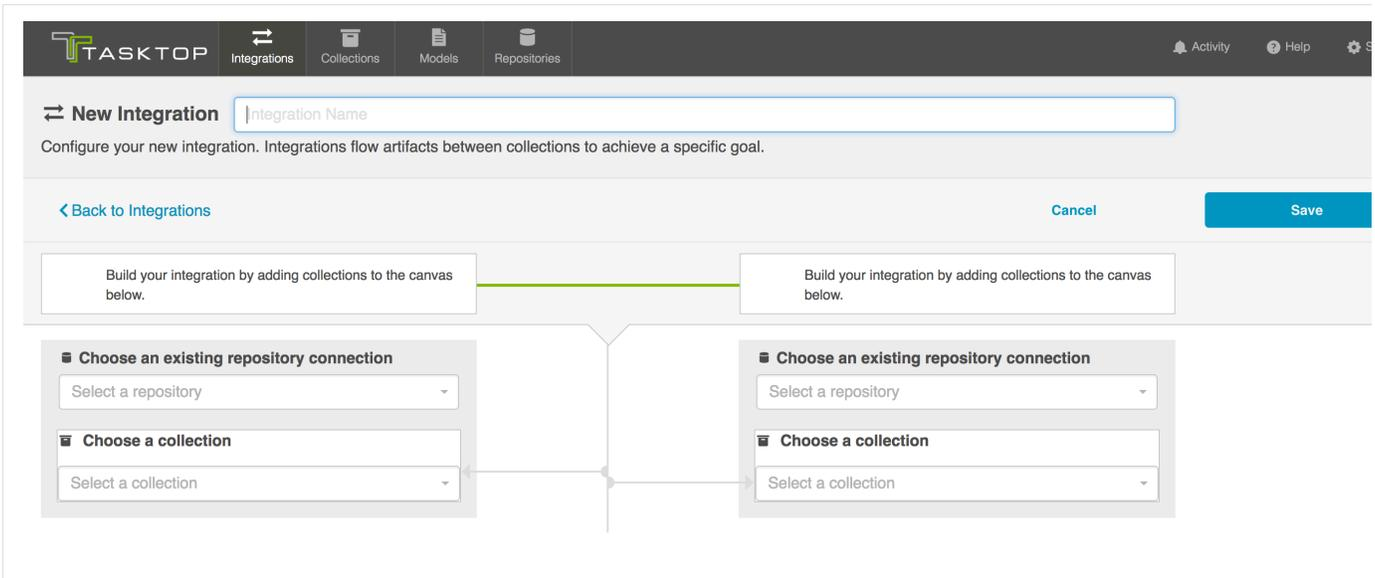 TASKTOP
Integrations
Collections
Models
Repositories
Activity
Help
S
New Integration
Integration Name
Configure your new integration. Integrations flow artifacts between collections to achieve a specific goal.
Back to Integrations
Cancel
Save
Build your integration by adding collections to the canvas
below.
Build your integration by adding collections to the canvas
below.
Choose an existing repository connection
Select a repository
Choose a collection
Select a collection
Choose an existing repository connection
Select a repository
Choose a collection
Select a collection